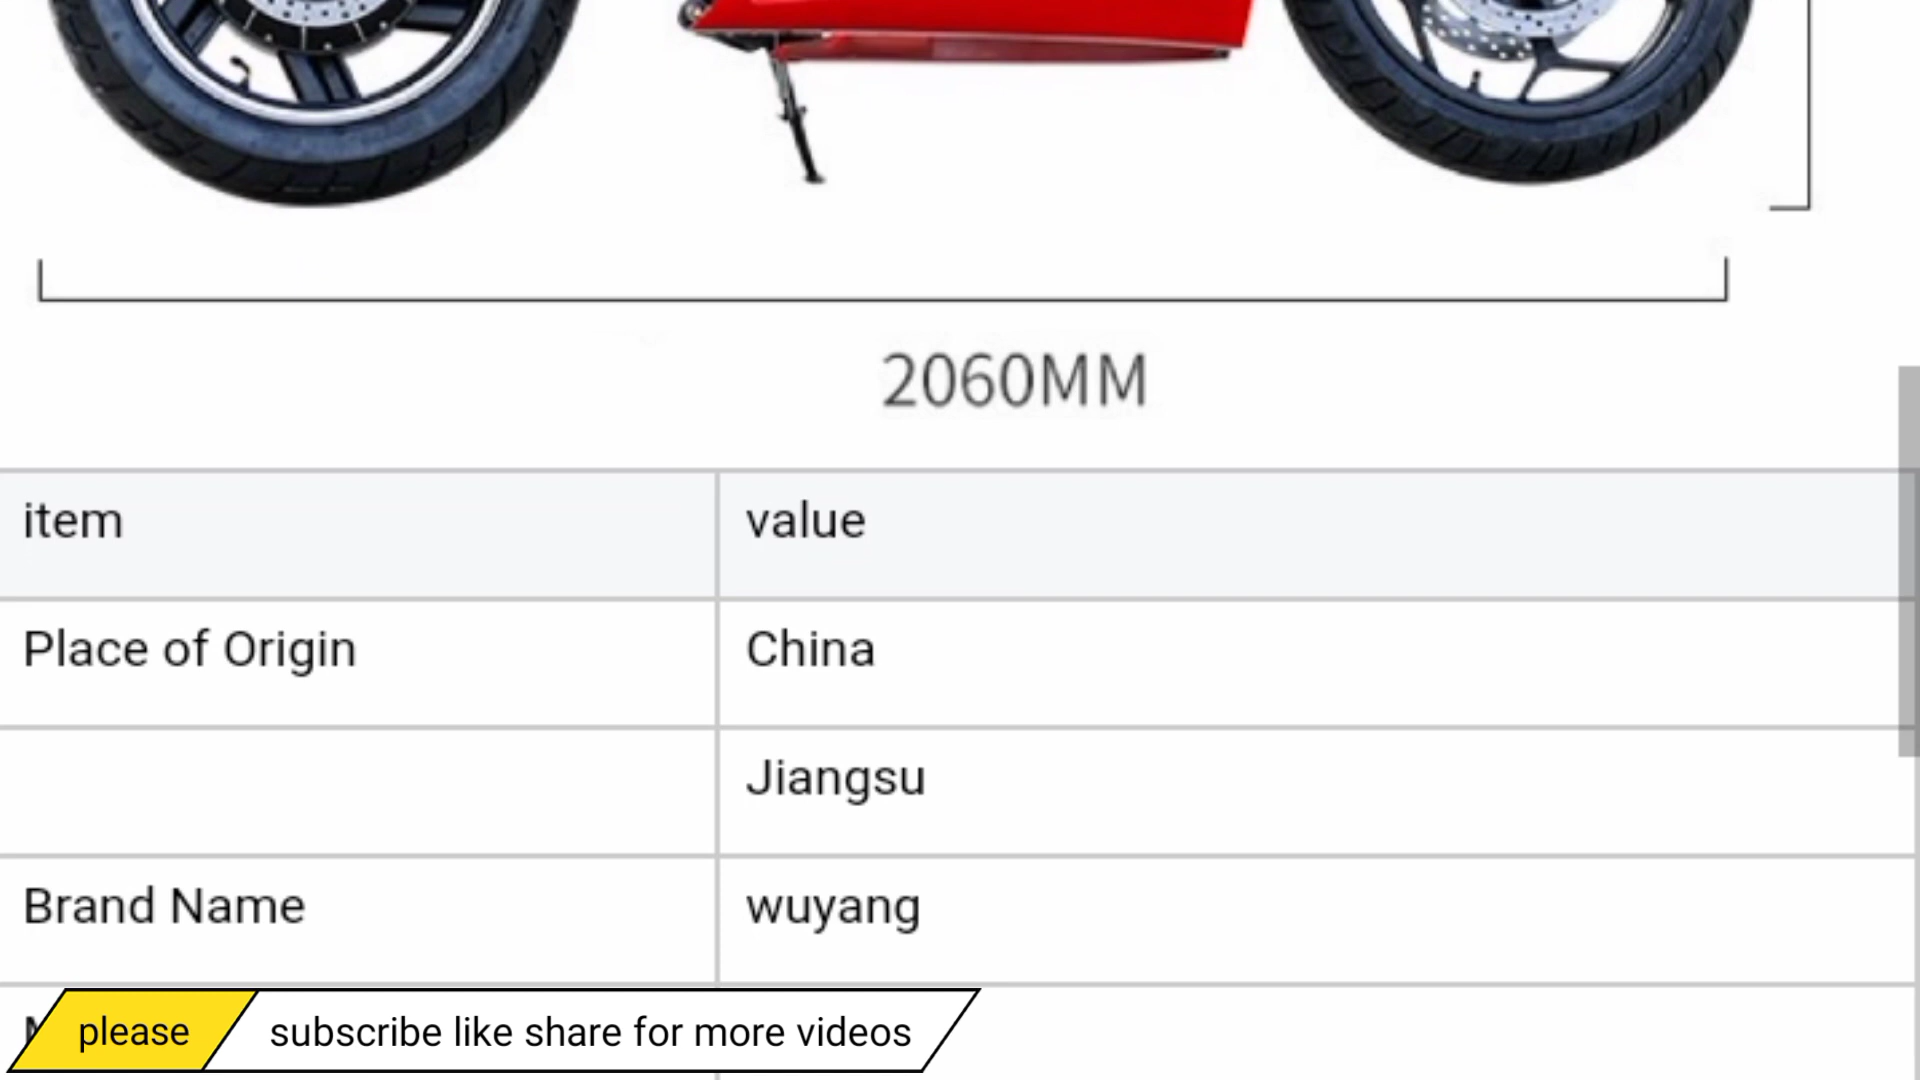 2060MM
item value
Place of Origin China
Jiangsu
Brand Name wuyang
please subscribe like share for more videos